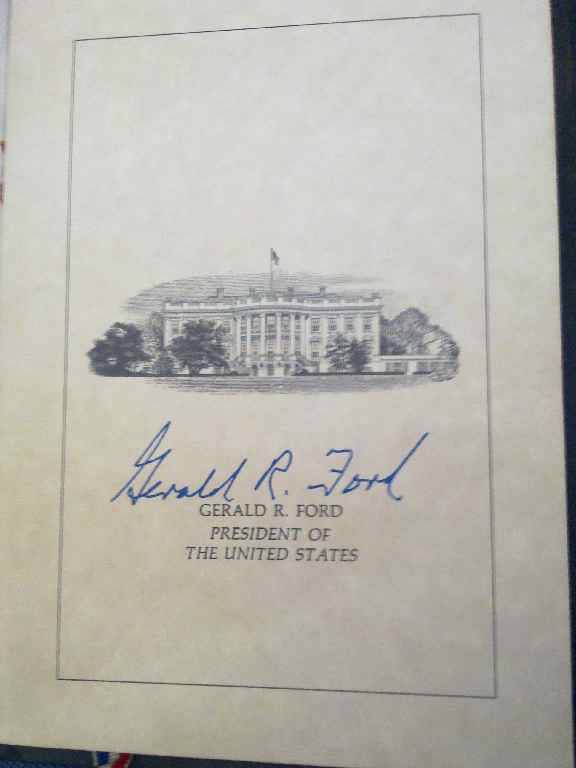 Gerald R. Ford
GERALD R. FORD
PRESIDENT OF
THE UNITED STATES